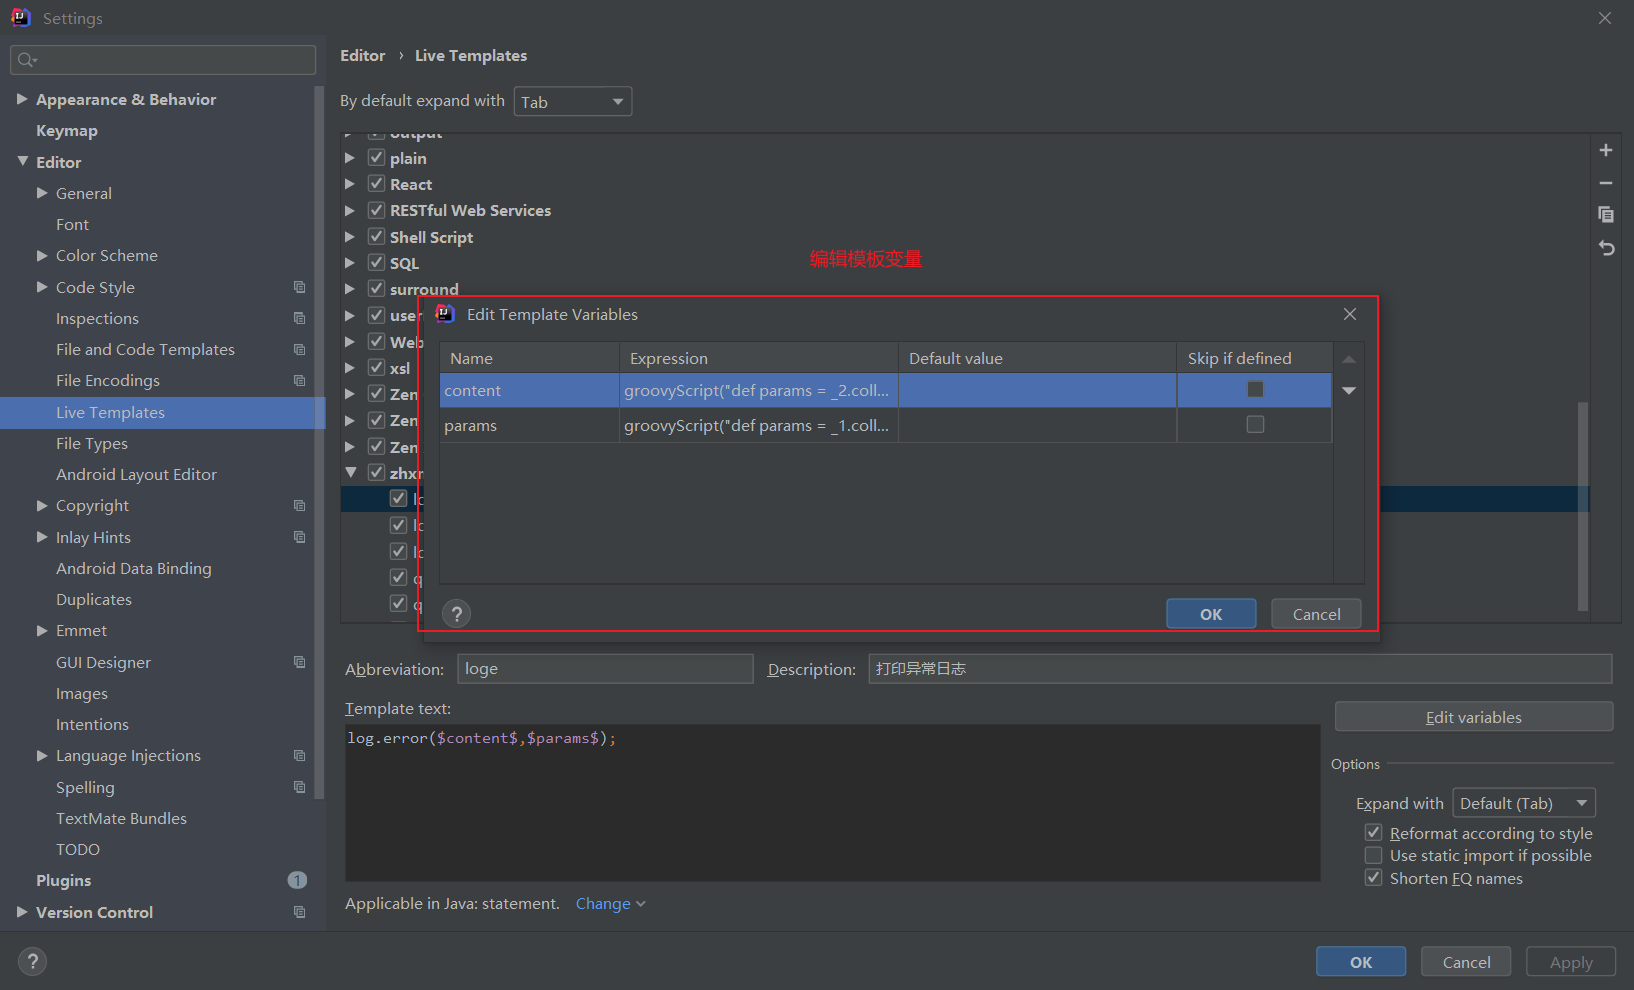 Settings
Appearance & Behavior
Keymap
Editor
General
Font
Color Scheme
Code Style
Inspections
File and Code Templates
File Encodings
Live Templates
File Types
Android Layout Editor
Copyright
Inlay Hints
Android Data Binding
Duplicates
Emmet
GUI Designer
Images
Intentions
Language Injections
Spelling
TextMate Bundles
TODO
Plugins 1
Version Control
Editor › Live Templates
By default expand with Tab
output
plain
React
RESTful Web Services
Shell Script
SQL
surround
user
Web
xsl
Zen
Zen
Zen
zhxr
编辑模板变量
Edit Template Variables
Name Expression Default value Skip if defined
content groovyScript("def params = _2.coll...
params groovyScript("def params = _1.coll...
?
OK Cancel
Abbreviation: loge Description: 打印异常日志
Template text:
log.error($content$,$params$);
Edit variables
Options
Expand with Default (Tab)
Reformat according to style
Use static import if possible
Shorten FQ names
Applicable in Java: statement. Change
?
OK Cancel Apply